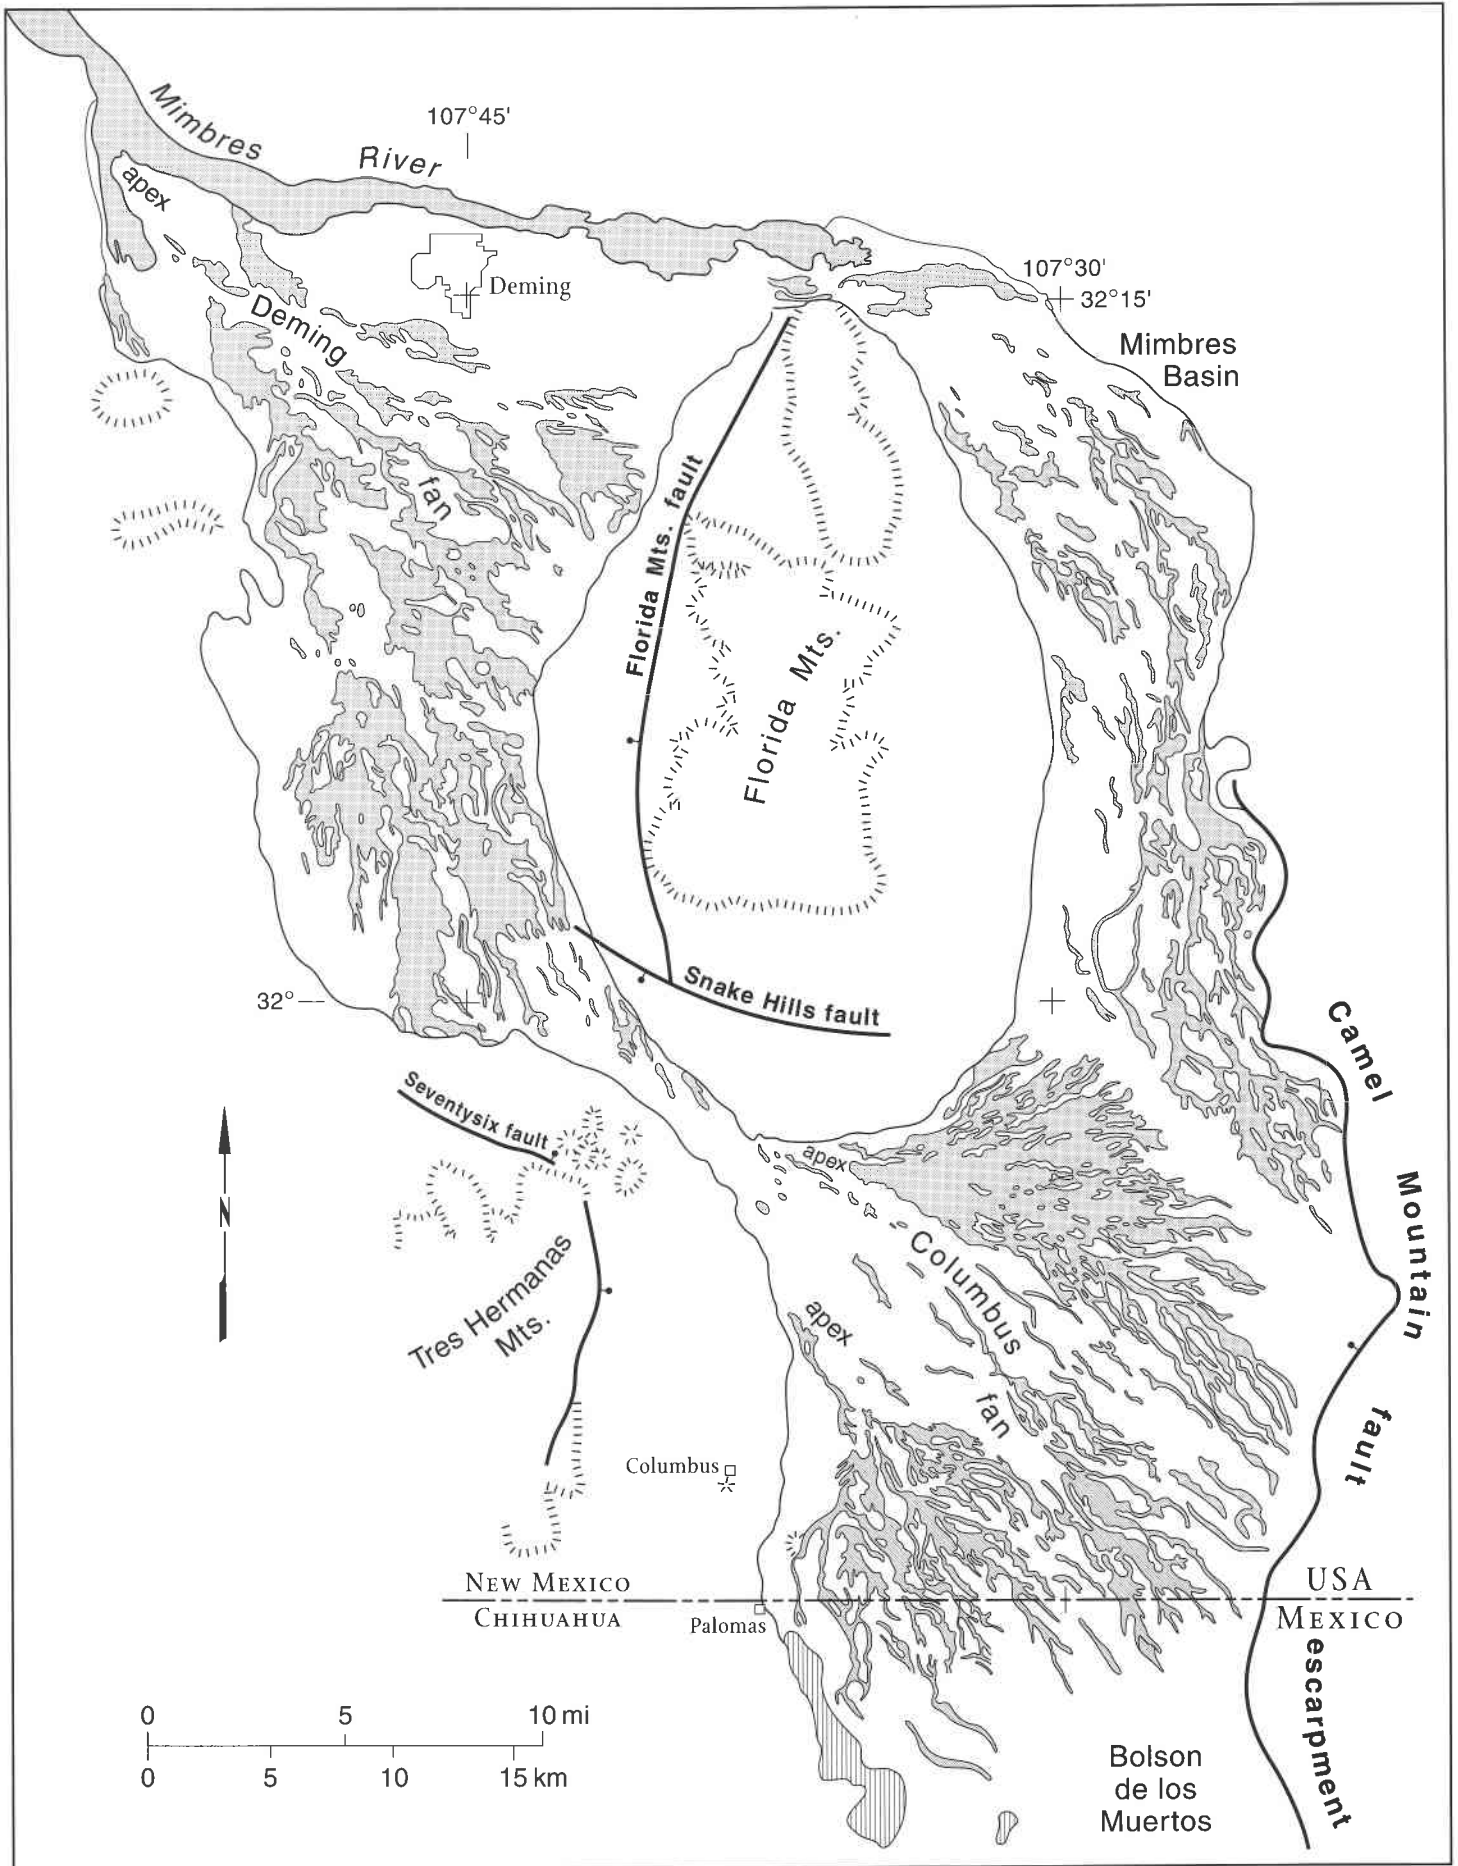 Mimbres
River
107°45'
apex
Deming
107°30'
32°15'
Deming
fan
Mimbres
Basin
Florida Mts. fault
Florida Mts.
Snake Hills fault
32°
Camel
Mountain
fault
escarpment
Seventysix fault
N
apex
Columbus
fan
apex
Tres Hermanas
Mts.
Columbus
NEW MEXICO
CHIHUAHUA
USA
MEXICO
Palomas
0 5 10 mi
0 5 10 15 km
Bolson
de los
Muertos